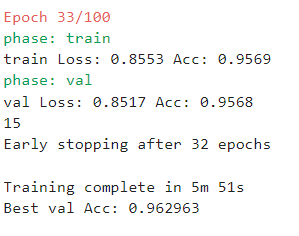 Epoch 33/100
phase: train
train Loss: 0.8553 Acc: 0.9569
phase: val
val Loss: 0.8517 Acc: 0.9568
15
Early stopping after 32 epochs
Training complete in 5m 51s
Best val Acc: 0.962963